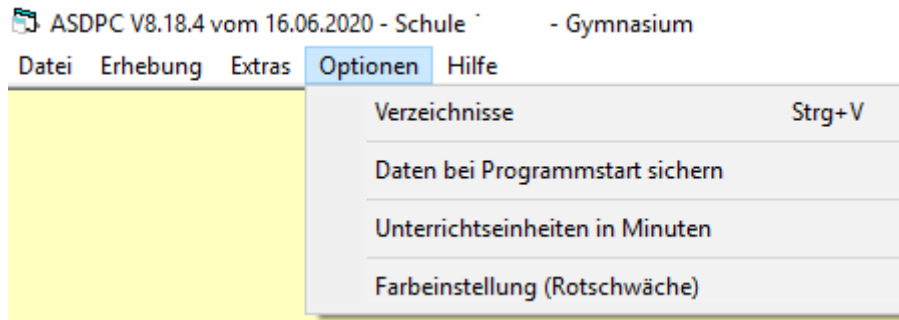 ASDPC V8.18.4 vom 16.06.2020 - Schule - Gymnasium
Datei Erhebung Extras Optionen Hilfe
Verzeichnisse Strg+V
Daten bei Programmstart sichern
Unterrichtseinheiten in Minuten
Farbeinstellung (Rotschwäche)